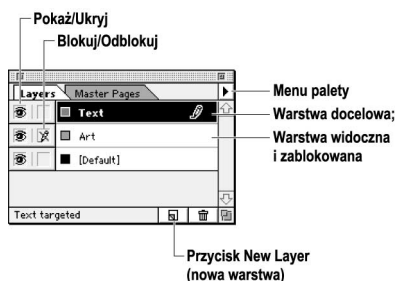 Pokaż/Ukryj
Blokuj/Odblokuj
Layers Master Pages
Menu palety
Text
Warstwa docelowa;
Art
Warstwa widoczna
i zablokowana
[Default]
Text targeted
Przycisk New Layer
(nowa warstwa)